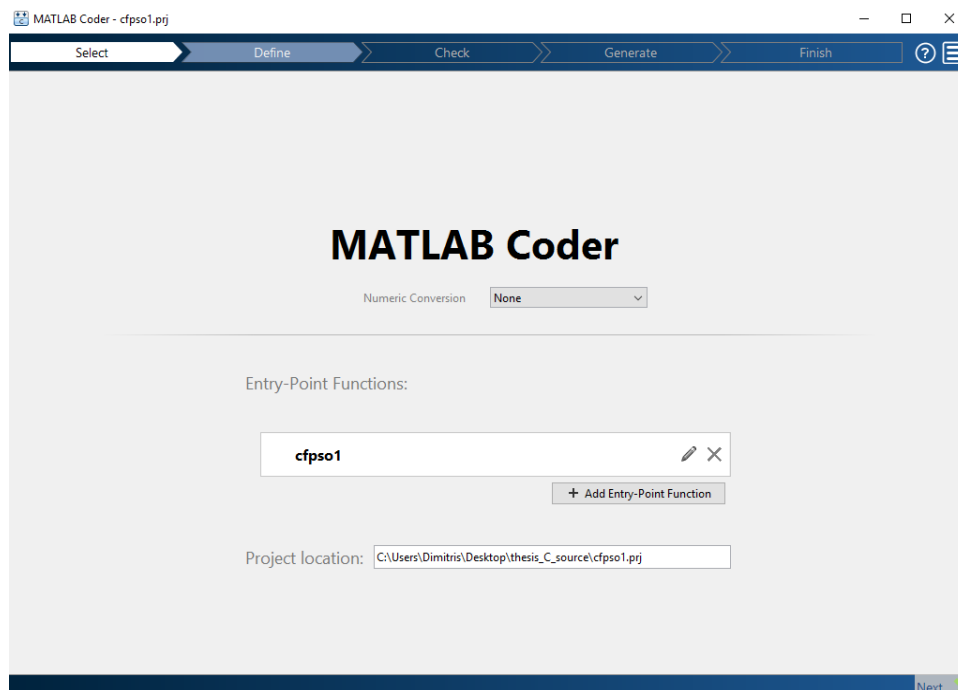 MATLAB Coder - cfpso1.prj
Select Define Check Generate Finish
MATLAB Coder
Numeric Conversion None
Entry-Point Functions:
cfpso1
+ Add Entry-Point Function
Project location: C:\Users\Dimitris\Desktop\thesis_C_source\cfpso1.prj
Next